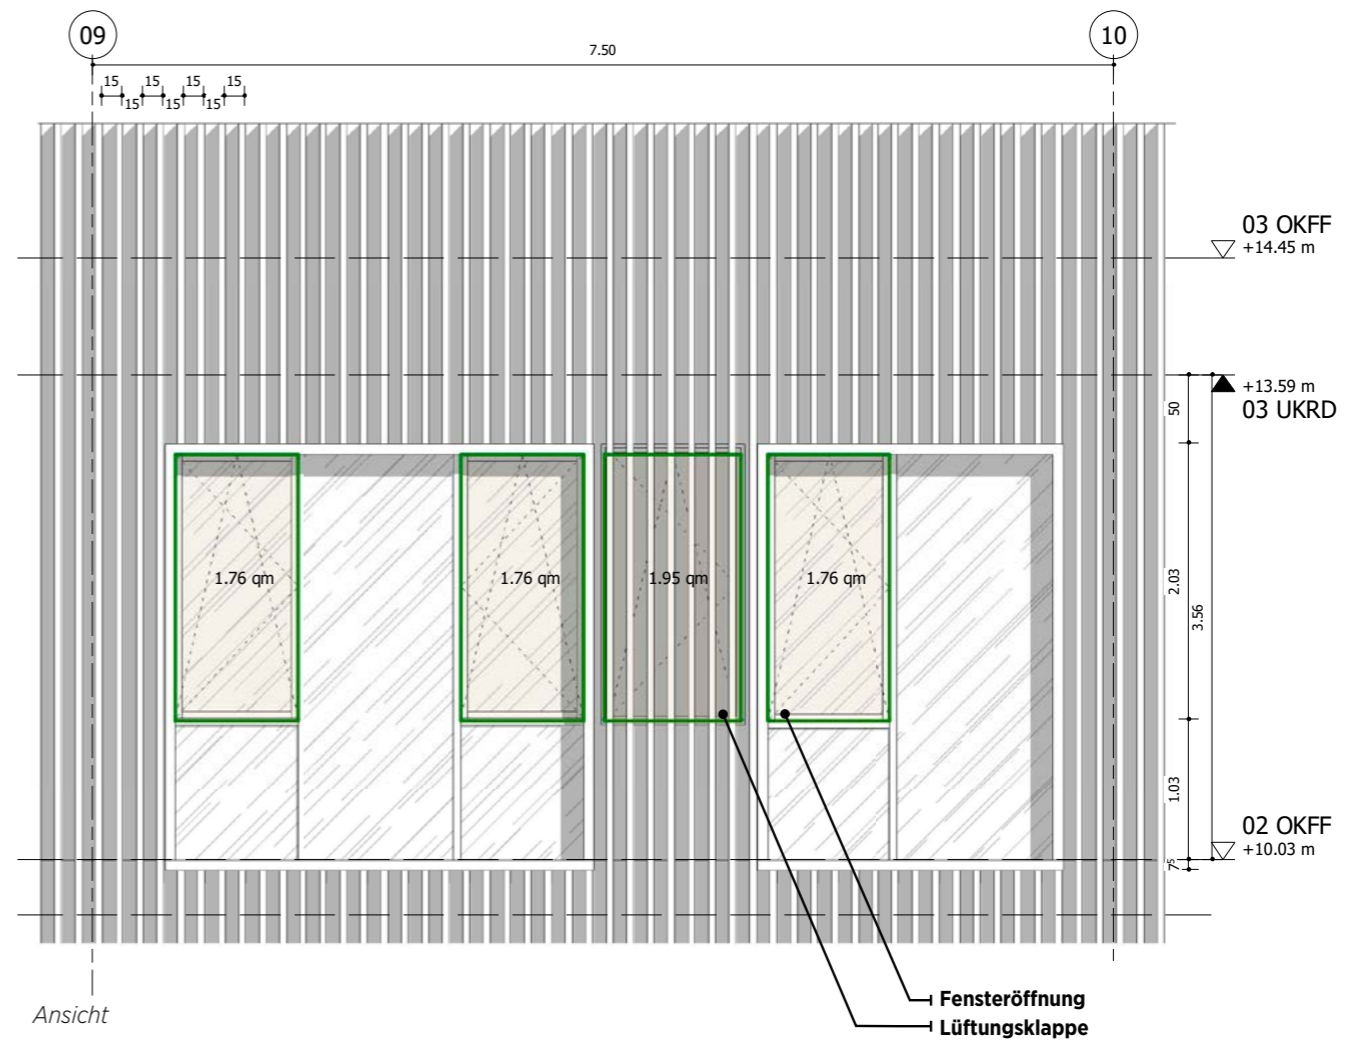 09
10
7.50
15 15 15 15
15 15 15
03 OKFF
+14.45 m
+13.59 m
03 UKRD
50
2.03
3.56
1.76 qm
1.76 qm
1.95 qm
1.76 qm
1.03
02 OKFF
+10.03 m
7⁵
Fensteröffnung
Lüftungsklappe
Ansicht